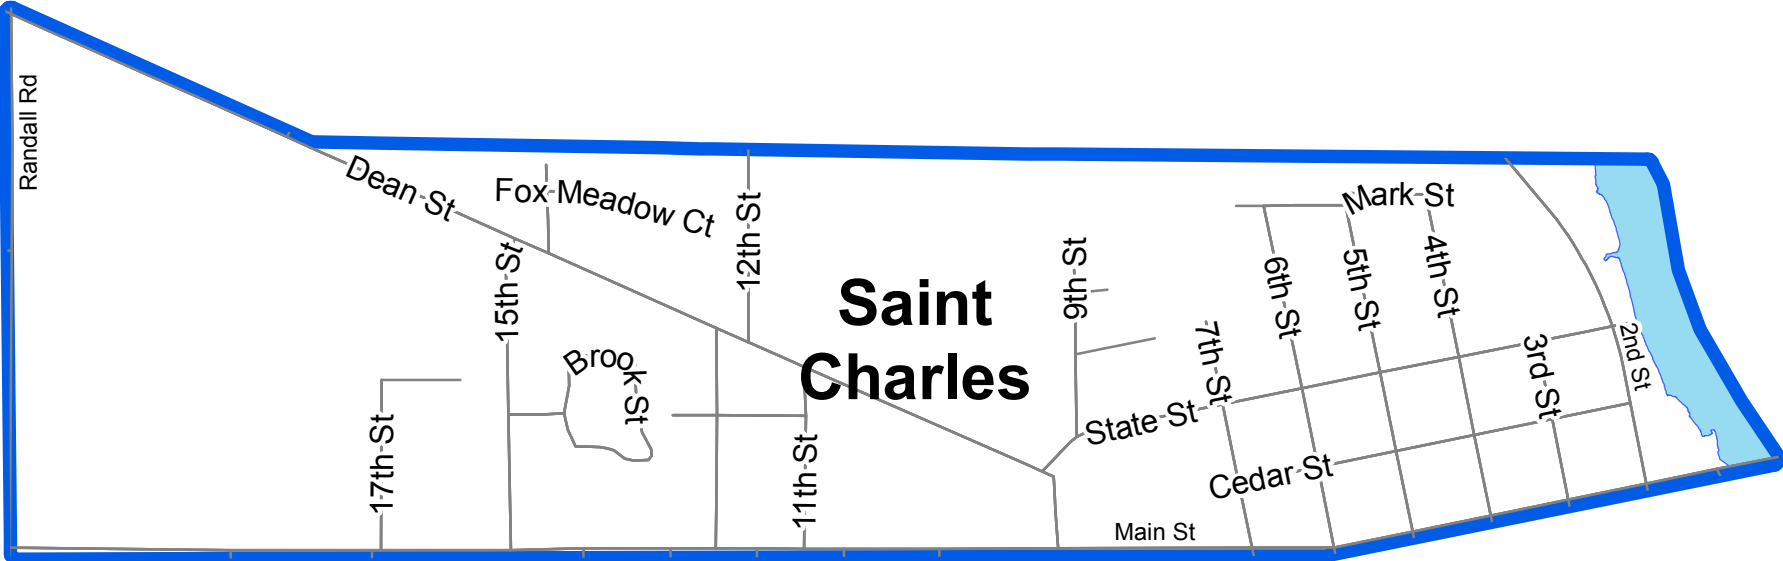 Randall Rd
Dean St
Fox Meadow Ct
12th St
15th St
Saint
Charles
9th St
Mark St
6th St
5th St
4th St
7th St
3rd St
2nd St
Brook St
17th St
11th St
State St
Cedar St
Main St